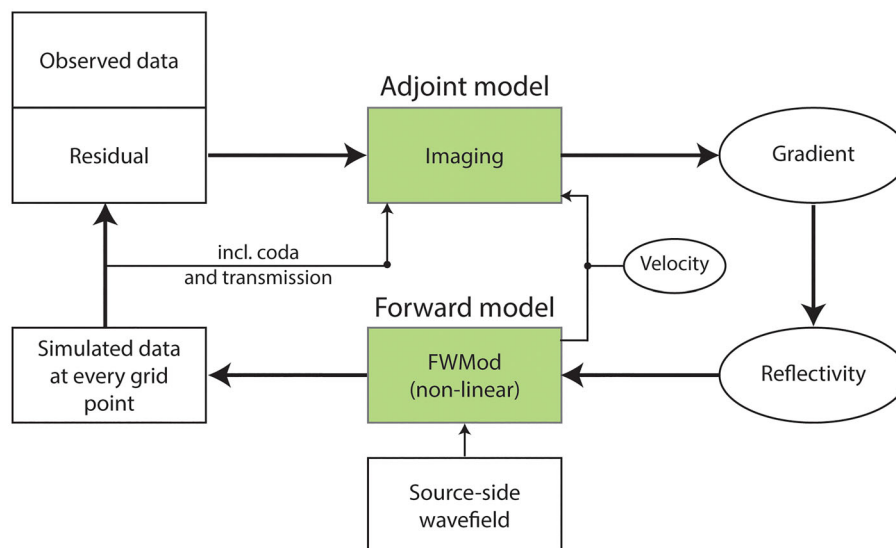 Observed data
Adjoint model
Residual
Imaging
Gradient
incl. coda
and transmission
Velocity
Forward model
Simulated data
at every grid
point
FWMod
(non-linear)
Reflectivity
Source-side
wavefield